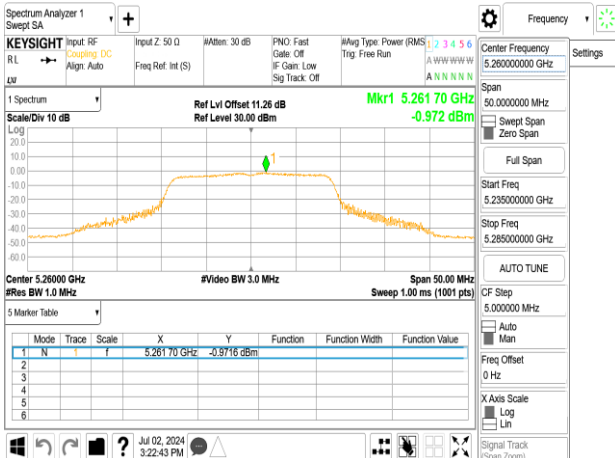 Spectrum Analyzer 1
Swept SA
Frequency
KEYSIGHT
RL
Input: RF
Coupling: DC
Align: Auto
Input Z: 50 Ω
Freq Ref: Int (S)
#Atten: 30 dB
PNO: Fast
Gate: Off
IF Gain: Low
Sig Track: Off
#Avg Type: Power (RMS
Trig: Free Run
1 2 3 4 5 6
A W W W W W
A N N N N N
Settings
1 Spectrum
Scale/Div 10 dB
Ref Lvl Offset 11.26 dB
Ref Level 30.00 dBm
Mkr1 5.261 70 GHz
-0.972 dBm
Log
20.0
10.0
0.00
-10.0
-20.0
-30.0
-40.0
-50.0
-60.0
1
Center 5.26000 GHz
#Res BW 1.0 MHz
#Video BW 3.0 MHz
Span 50.00 MHz
Sweep 1.00 ms (1001 pts)
5 Marker Table
Mode Trace Scale X Y Function Function Width Function Value
1 N 1 f 5.261 70 GHz -0.9716 dBm
2
3
4
5
6
Jul 02, 2024
3:22:43 PM
Center Frequency
5.260000000 GHz
Span
50.0000000 MHz
Swept Span
Zero Span
Full Span
Start Freq
5.235000000 GHz
Stop Freq
5.285000000 GHz
AUTO TUNE
CF Step
5.000000 MHz
Auto
Man
Freq Offset
0 Hz
X Axis Scale
Log
Lin
Signal Track
(Span Zoom)